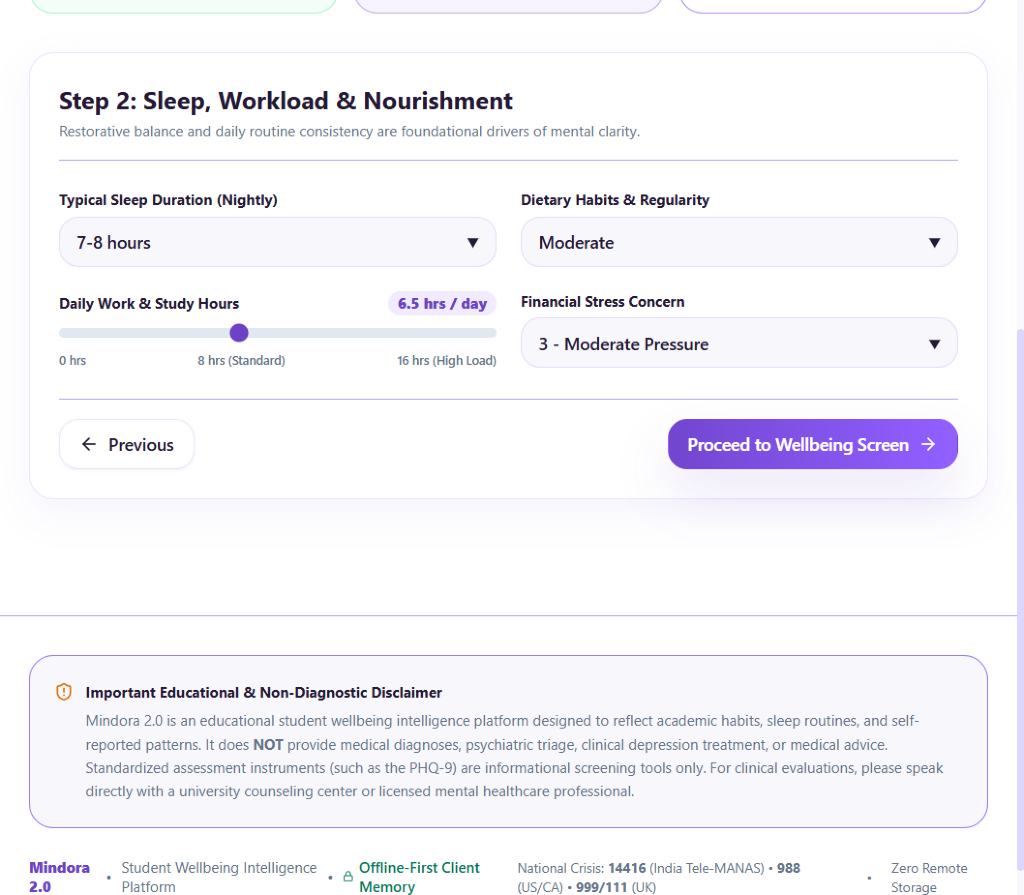 Step 2: Sleep, Workload & Nourishment
Restorative balance and daily routine consistency are foundational drivers of mental clarity.
Typical Sleep Duration (Nightly)
7-8 hours
Dietary Habits & Regularity
Moderate
Daily Work & Study Hours
6.5 hrs / day
0 hrs
8 hrs (Standard)
16 hrs (High Load)
Financial Stress Concern
3 - Moderate Pressure
← Previous
Proceed to Wellbeing Screen →
Important Educational & Non-Diagnostic Disclaimer
Mindora 2.0 is an educational student wellbeing intelligence platform designed to reflect academic habits, sleep routines, and self-
reported patterns. It does NOT provide medical diagnoses, psychiatric triage, clinical depression treatment, or medical advice.
Standardized assessment instruments (such as the PHQ-9) are informational screening tools only. For clinical evaluations, please speak
directly with a university counseling center or licensed mental healthcare professional.
Mindora
2.0
•
Student Wellbeing Intelligence
Platform
•
Offline-First Client
Memory
National Crisis: 14416 (India Tele-MANAS) • 988
(US/CA) • 999/111 (UK)
•
Zero Remote
Storage